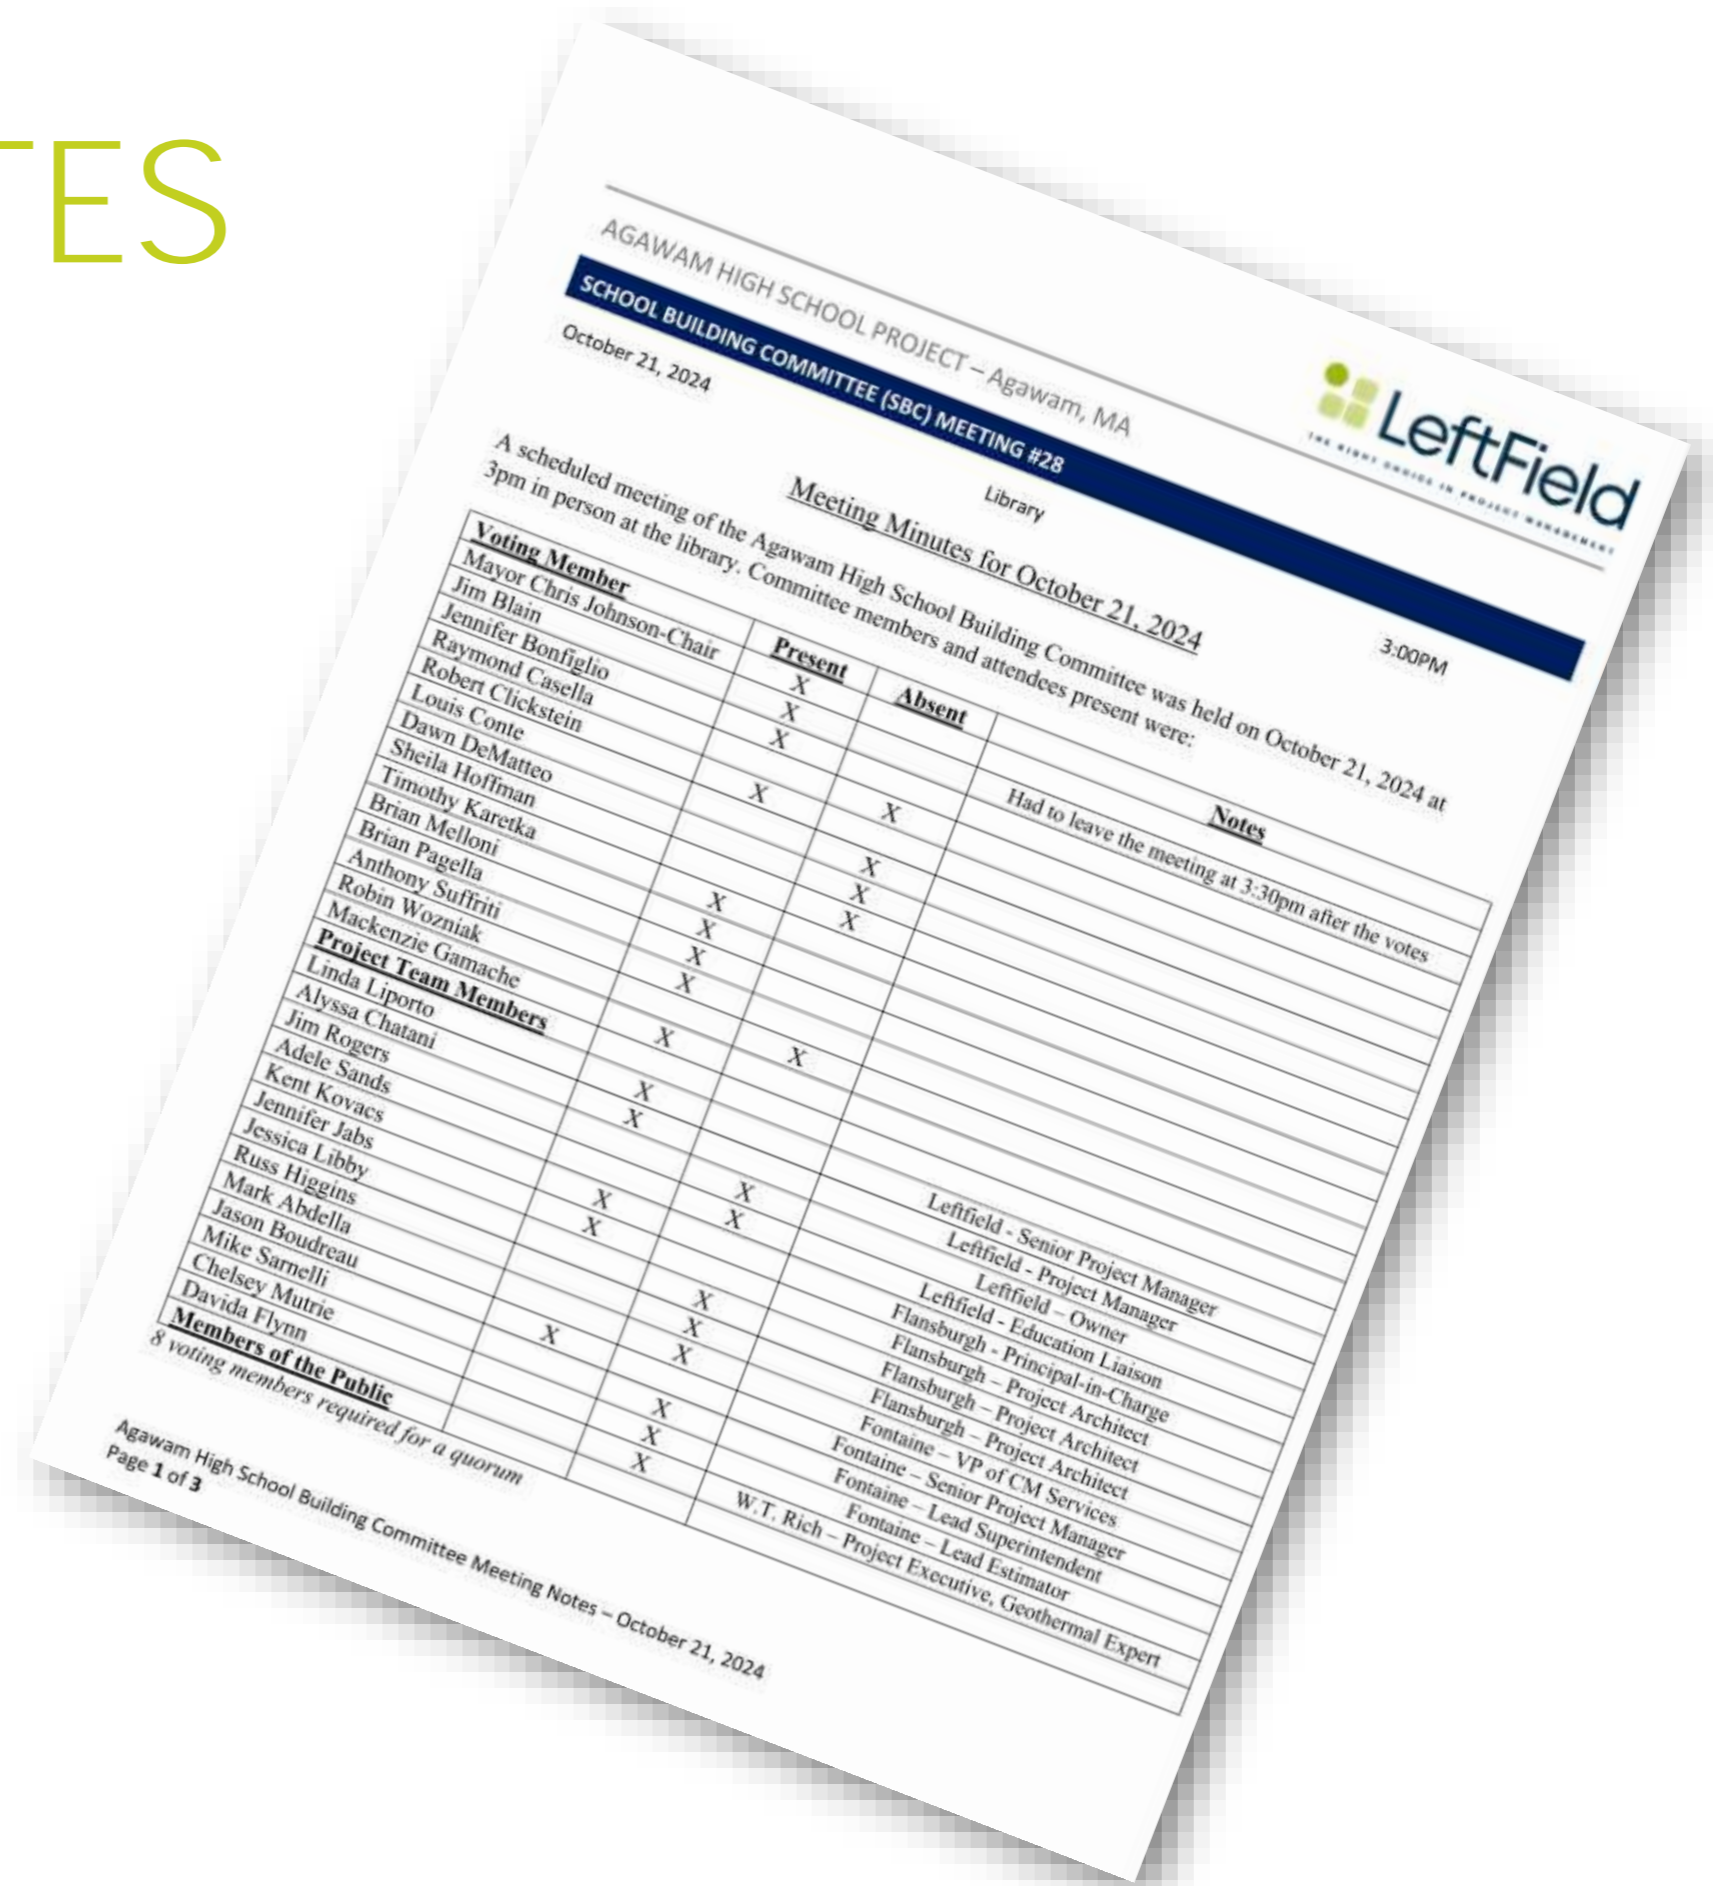 TES
AGAWAM HIGH SCHOOL PROJECT – Agawam, MA
LeftField
THE RIGHT CHOICE IN PROJECT MANAGEMENT
SCHOOL BUILDING COMMITTEE (SBC) MEETING #28
October 21, 2024 Library 3:00PM
Meeting Minutes for October 21, 2024
A scheduled meeting of the Agawam High School Building Committee was held on October 21, 2024 at
3pm in person at the library. Committee members and attendees present were:
Voting Member Present Absent Notes
Mayor Chris Johnson-Chair X
Jim Blain X Had to leave the meeting at 3:30pm after the votes
Jennifer Bonfiglio X
Raymond Casella X
Robert Clickstein X
Louis Conte X
Dawn DeMatteo X
Sheila Hoffman X
Timothy Karetka X
Brian Melloni X
Brian Pagella X
Anthony Suffriti X
Robin Wozniak X
Mackenzie Gamache X
Project Team Members
Linda Liporto X Leftfield - Senior Project Manager
Alyssa Chatani X Leftfield - Project Manager
Jim Rogers X Leftfield – Owner
Adele Sands X Leftfield - Education Liaison
Kent Kovacs X Flansburgh - Principal-in-Charge
Jennifer Jabs X Flansburgh – Project Architect
Jessica Libby X Flansburgh – Project Architect
Russ Higgins X Flansburgh – Project Architect
Mark Abdella X Fontaine – VP of CM Services
Jason Boudreau X Fontaine – Senior Project Manager
Mike Sarnelli X Fontaine – Lead Superintendent
Chelsey Mutrie X Fontaine – Lead Estimator
Davida Flynn X W.T. Rich – Project Executive, Geothermal Expert
Members of the Public
8 voting members required for a quorum
Agawam High School Building Committee Meeting Notes – October 21, 2024
Page 1 of 3